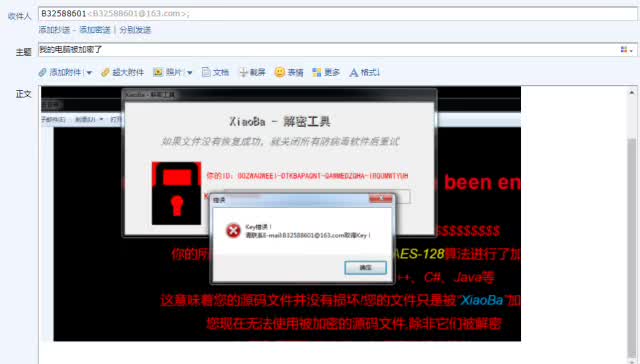 收件人 B32588601<B32588601@163.com>;
添加抄送 - 添加密送 | 分别发送
主题 我的电脑被加密了
添加附件 超大附件 照片 文档 截屏 表情 更多 格式↓
正文
XiaoBa - 解密工具
XiaoBa - 解密工具
如果文件没有恢复成功，就关闭所有防病毒软件后重试
你的ID:
been en
错误
Key错误！
请联系E-mail:B32588601@163.com取得Key！
确定
$$$$$$$$$$
你的所
AES-128算法进行了加
++、C#、Java等
这意味着您的源码文件并没有损坏!您的文件只是被"XiaoBa"加
您现在无法使用被加密的源码文件,除非它们被解密